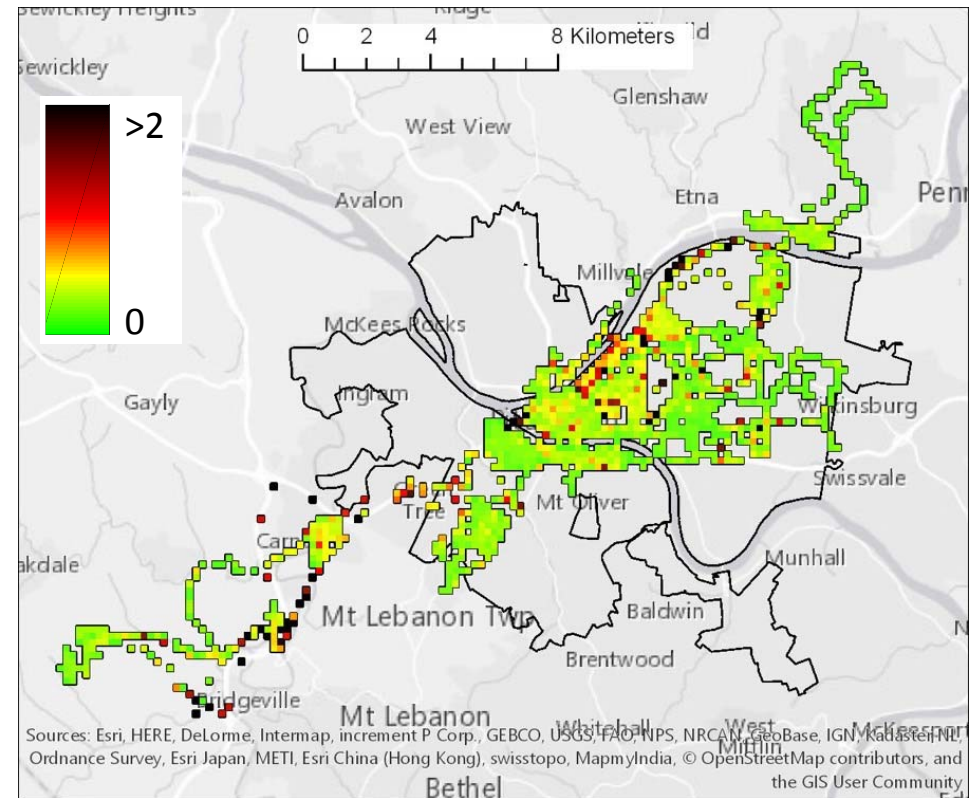 Sewickley Heights
Ridge
0 2 4 8 Kilometers
Sewickley
Glenshaw
>2
West View
Avalon
Etna
Penn
0
Millvale
McKees Rocks
Ingram
Gayly
Wilkinsburg
Swissvale
Mt Oliver
Tree
Carn
akdale
Munhall
Mt Lebanon Twp
Baldwin
Brentwood
Bridgeville
Mt Lebanon
Whitehall
West
Mifflin
McKeesport
Sources: Esri, HERE, DeLorme, Intermap, increment P Corp., GEBCO, USGS, FAO, NPS, NRCAN, GeoBase, IGN, Kadaster NL,
Ordnance Survey, Esri Japan, METI, Esri China (Hong Kong), swisstopo, MapmyIndia, © OpenStreetMap contributors, and
the GIS User Community
Bethel